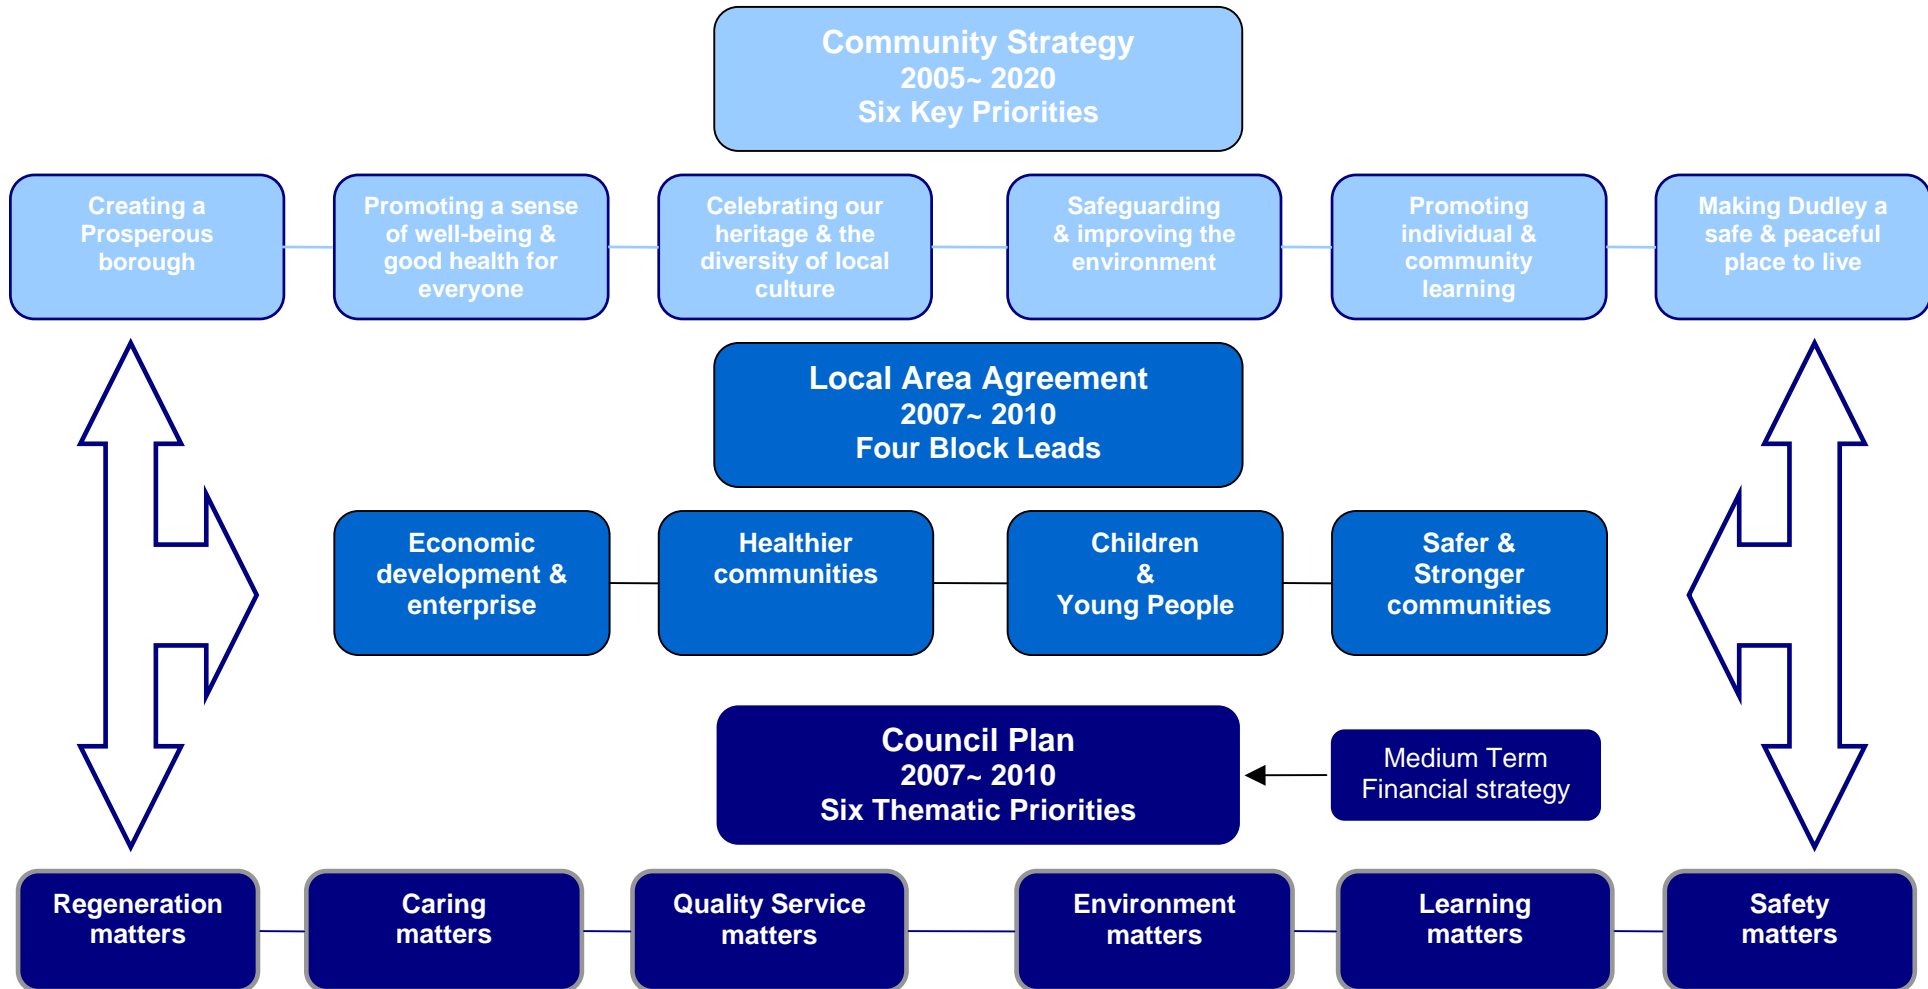 Community Strategy
2005~ 2020
Six Key Priorities
Creating a
Prosperous
borough
Promoting a sense
of well-being &
good health for
everyone
Celebrating our
heritage & the
diversity of local
culture
Safeguarding
& improving the
environment
Promoting
individual &
community
learning
Making Dudley a
safe & peaceful
place to live
Local Area Agreement
2007~ 2010
Four Block Leads
Economic
development &
enterprise
Healthier
communities
Children
&
Young People
Safer &
Stronger
communities
Council Plan
2007~ 2010
Six Thematic Priorities
Medium Term
Financial strategy
Regeneration
matters
Caring
matters
Quality Service
matters
Environment
matters
Learning
matters
Safety
matters